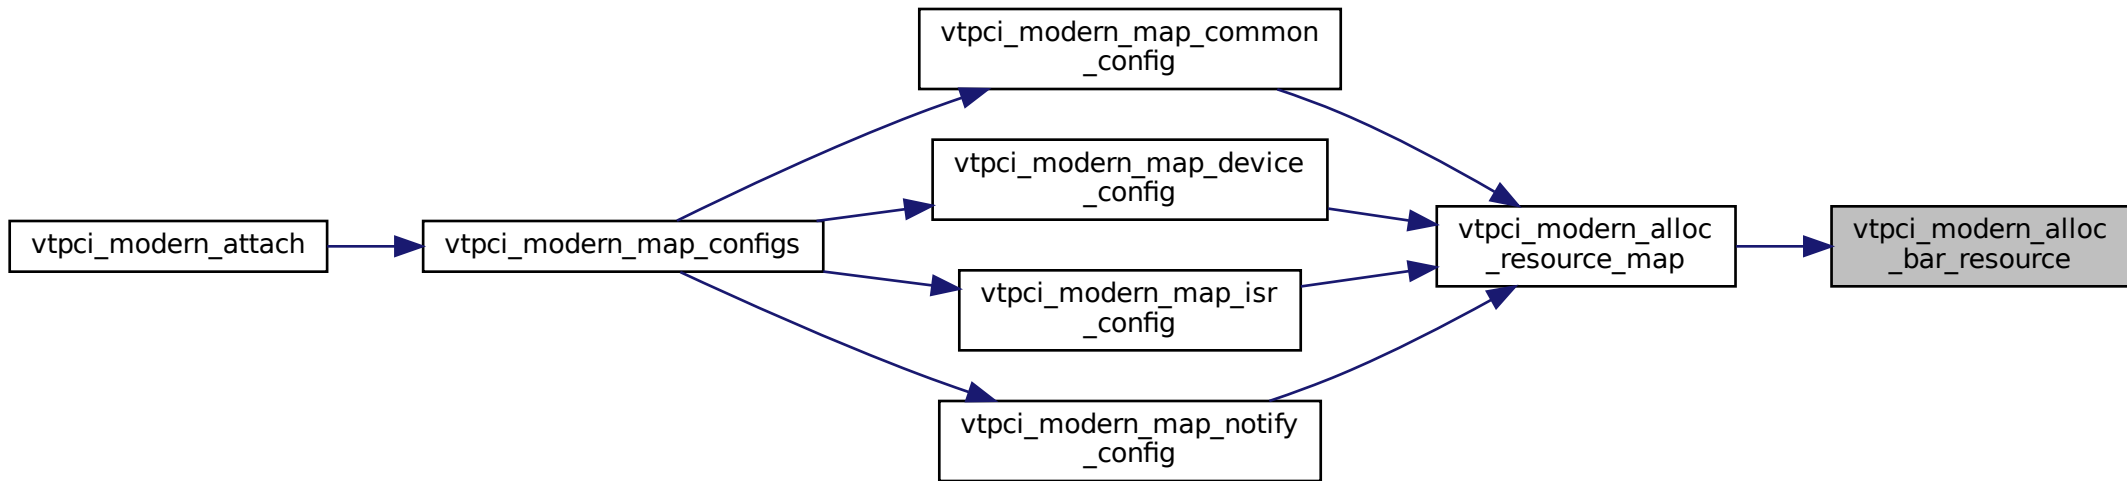 vtpci_modern_attach
vtpci_modern_map_configs
vtpci_modern_map_common
_config
vtpci_modern_map_device
_config
vtpci_modern_map_isr
_config
vtpci_modern_map_notify
_config
vtpci_modern_alloc
_resource_map
vtpci_modern_alloc
_bar_resource